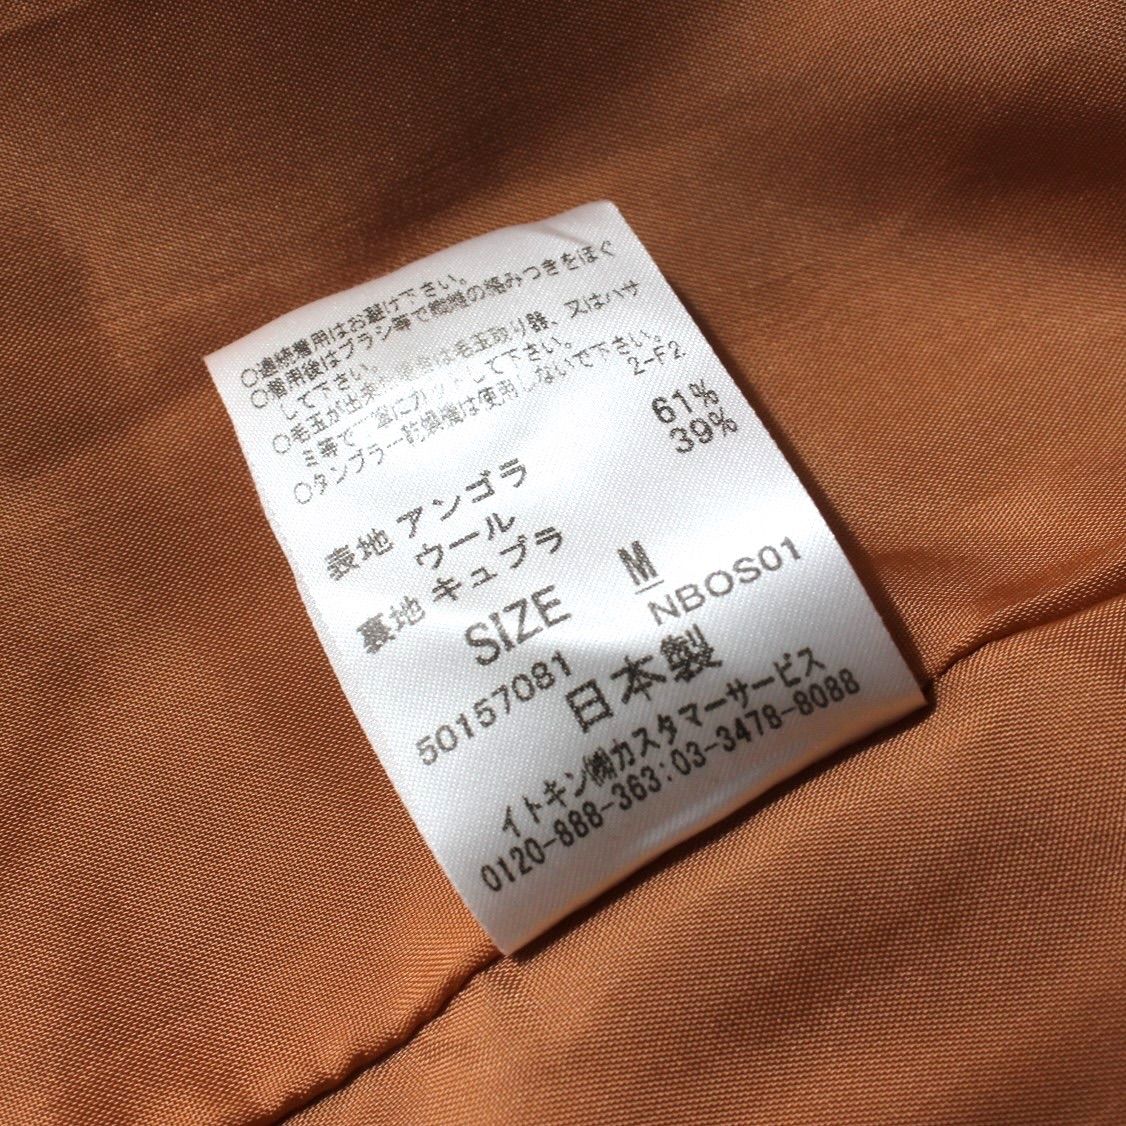 ○連続着用はお避け下さい。
○着用後はブラシ等で繊維の絡みつきをほぐ
して下さい。
○毛玉が出来た場合は毛玉取り器、又はハサ
ミ等で丁寧にカットして下さい。
○タンブラー乾燥機は使用しないで下さい。
2-F2
表地 アンゴラ 61%
ウール 39%
裏地 キュプラ
SIZE M
50157081 NBOS01
日本製
イトキン㈱カスタマーサービス
0120-888-363:03-3478-8088